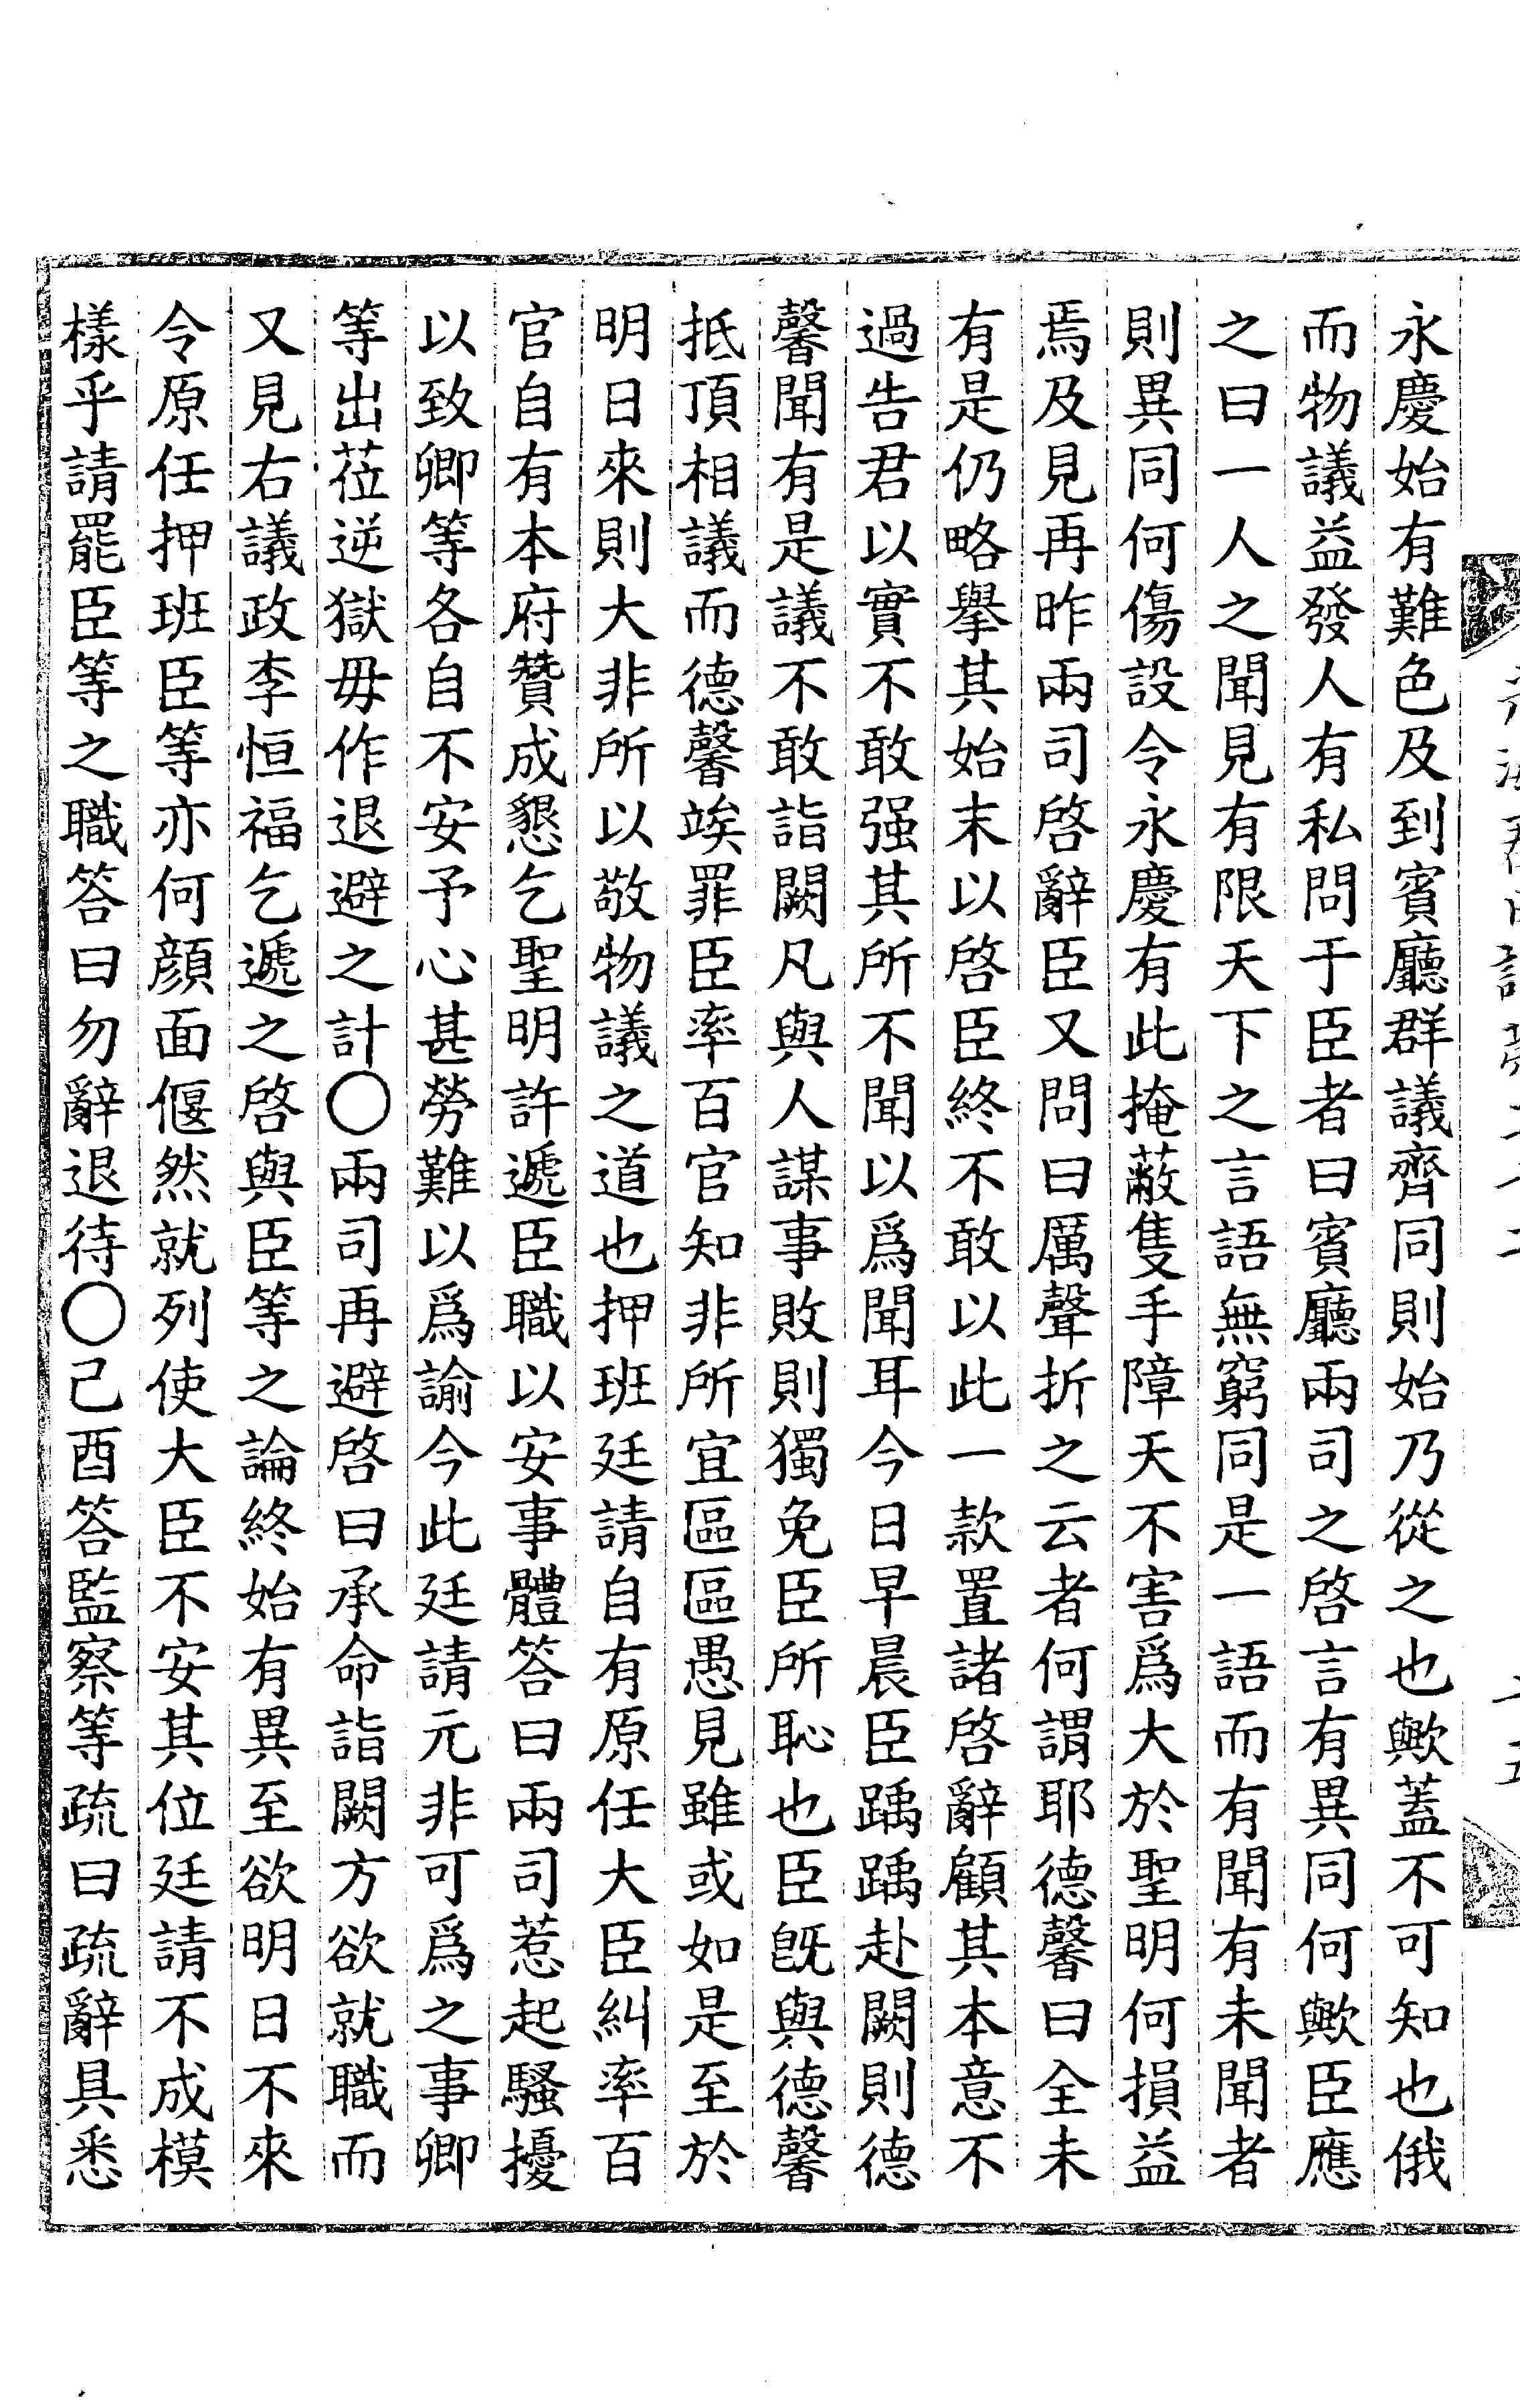 永慶始有難色及到賓廳群議齊同則始乃從之也歟蓋不可知也俄
而物議益發人有私問于臣者曰賓廳兩司之啓言有異同何歟臣應
之曰一人之聞見有限天下之言語無窮同是一語而有聞有未聞者
則異同何傷設令永慶有此掩蔽隻手障天不害爲大於聖明何損益
焉及見再昨兩司啓辭臣又問曰厲聲折之云者何謂耶德馨曰全未
有是仍略擧其始末以啓臣終不敢以此一款置諸啓辭顧其本意不
過告君以實不敢强其所不聞以爲聞耳今日早晨臣踽踽赴闕則德
馨聞有是議不敢詣闕凡與人謀事敗則獨免臣所恥也臣旣與德馨
抵頂相議而德馨竢罪臣率百官知非所宜區區愚見雖或如是至於
明日來則大非所以敬物議之道也押班廷請自有原任大臣糾率百
官自有本府贊成懇乞聖明許遞臣職以安事體答曰兩司惹起騷擾
以致卿等各自不安予心甚勞難以爲諭今此廷請元非可爲之事卿
等出莅逆獄毋作退避之計○兩司再避啓曰承命詣闕方欲就職而
又見右議政李恒福乞遞之啓與臣等之論終始有異至欲明日不來
令原任押班臣等亦何顔面偃然就列使大臣不安其位廷請不成模
樣乎請罷臣等之職答曰勿辭退待○己酉答監察等疏曰疏辭具悉